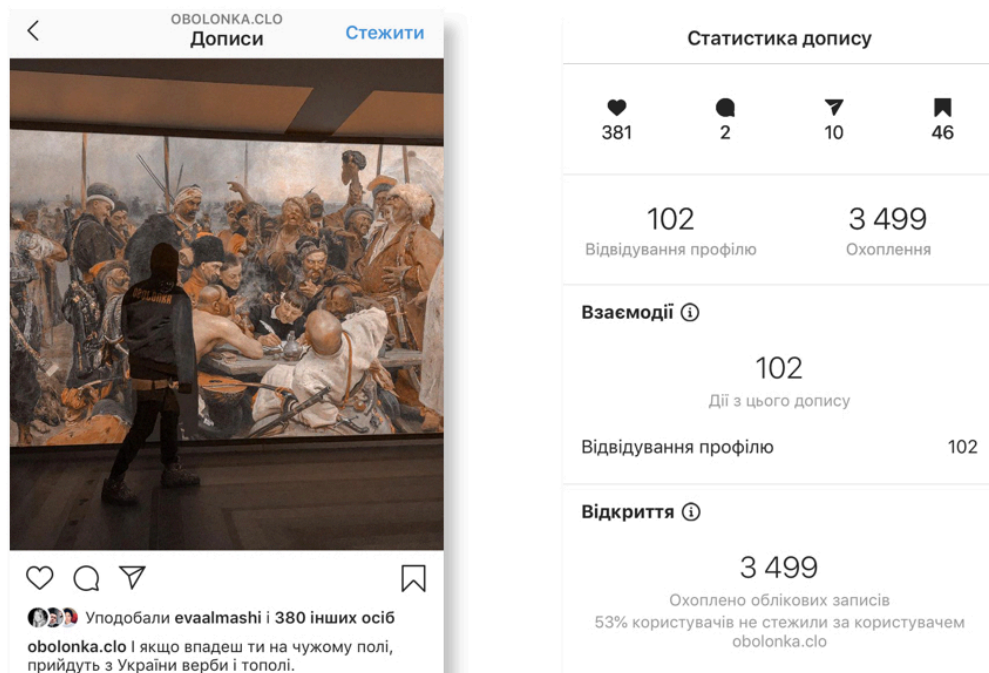 OBOLONKA.CLO
Дописи
Стежити
Уподобали evaalmashi і 380 інших осіб
obolonka.clo І якщо впадеш ти на чужому полі,
прийдуть з України верби і тополі.
Статистика допису
381
2
10
46
102
Відвідування профілю
3 499
Охоплення
Взаємодії
102
Дії з цього допису
Відвідування профілю 102
Відкриття
3 499
Охоплено облікових записів
53% користувачів не стежили за користувачем
obolonka.clo